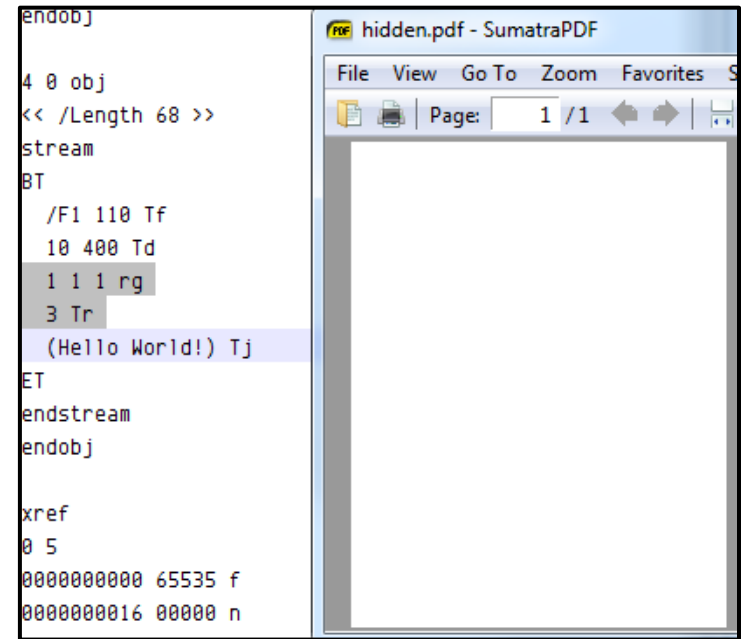 endobj
4 0 obj
<< /Length 68 >>
stream
BT
/F1 110 Tf
10 400 Td
1 1 1 rg
3 Tr
(Hello World!) Tj
ET
endstream
endobj
xref
0 5
0000000000 65535 f
0000000016 00000 n
PDF hidden.pdf - SumatraPDF
File View Go To Zoom Favorites S
Page: 1 /1